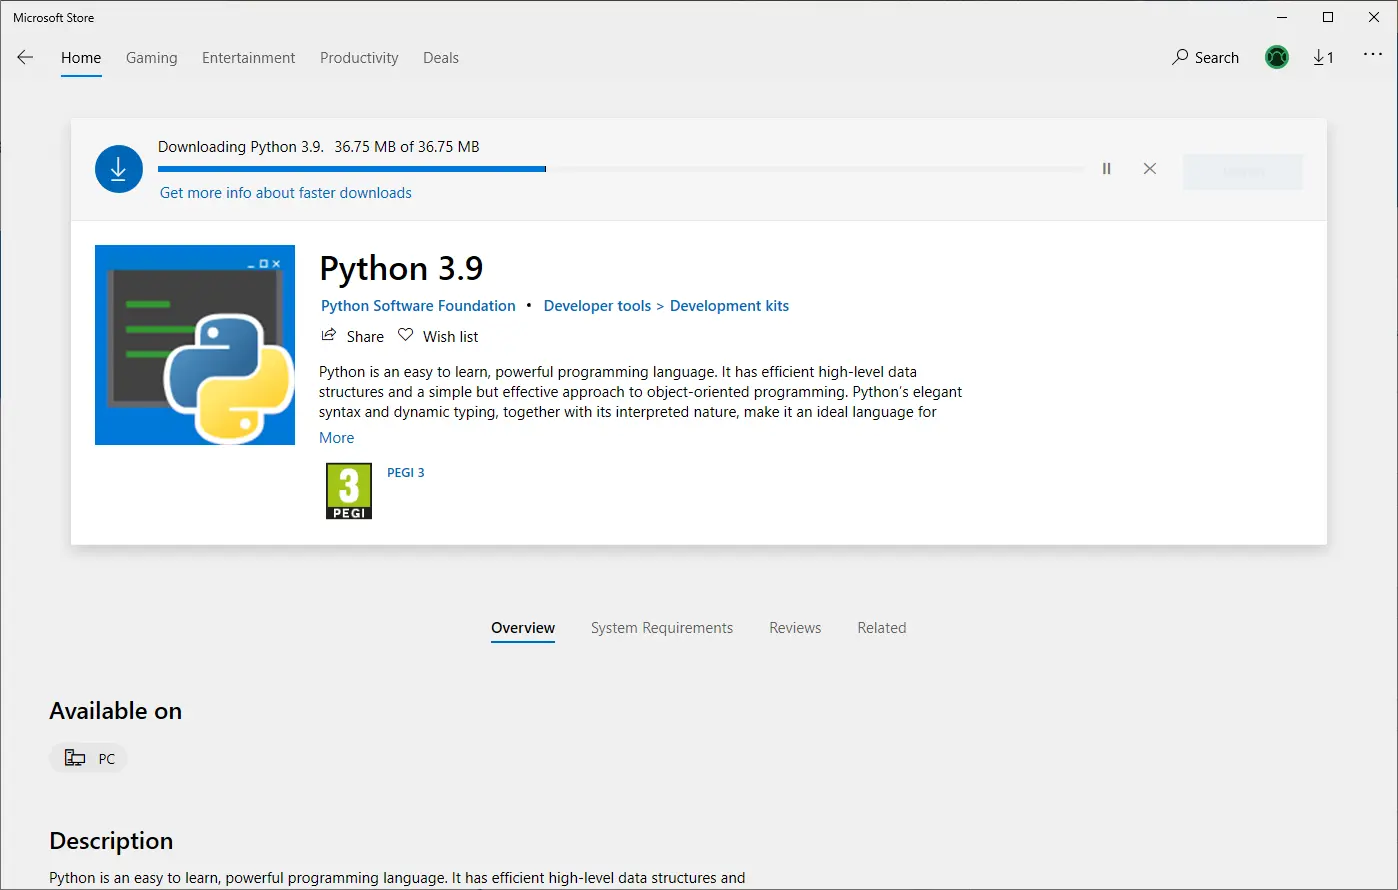 Microsoft Store
Home Gaming Entertainment Productivity Deals Search 1
Downloading Python 3.9. 36.75 MB of 36.75 MB
Get more info about faster downloads
Python 3.9
Python Software Foundation • Developer tools > Development kits
Share Wish list
Python is an easy to learn, powerful programming language. It has efficient high-level data
structures and a simple but effective approach to object-oriented programming. Python's elegant
syntax and dynamic typing, together with its interpreted nature, make it an ideal language for
More
3
PEGI
PEGI 3
Overview System Requirements Reviews Related
Available on
PC
Description
Python is an easy to learn, powerful programming language. It has efficient high-level data structures and